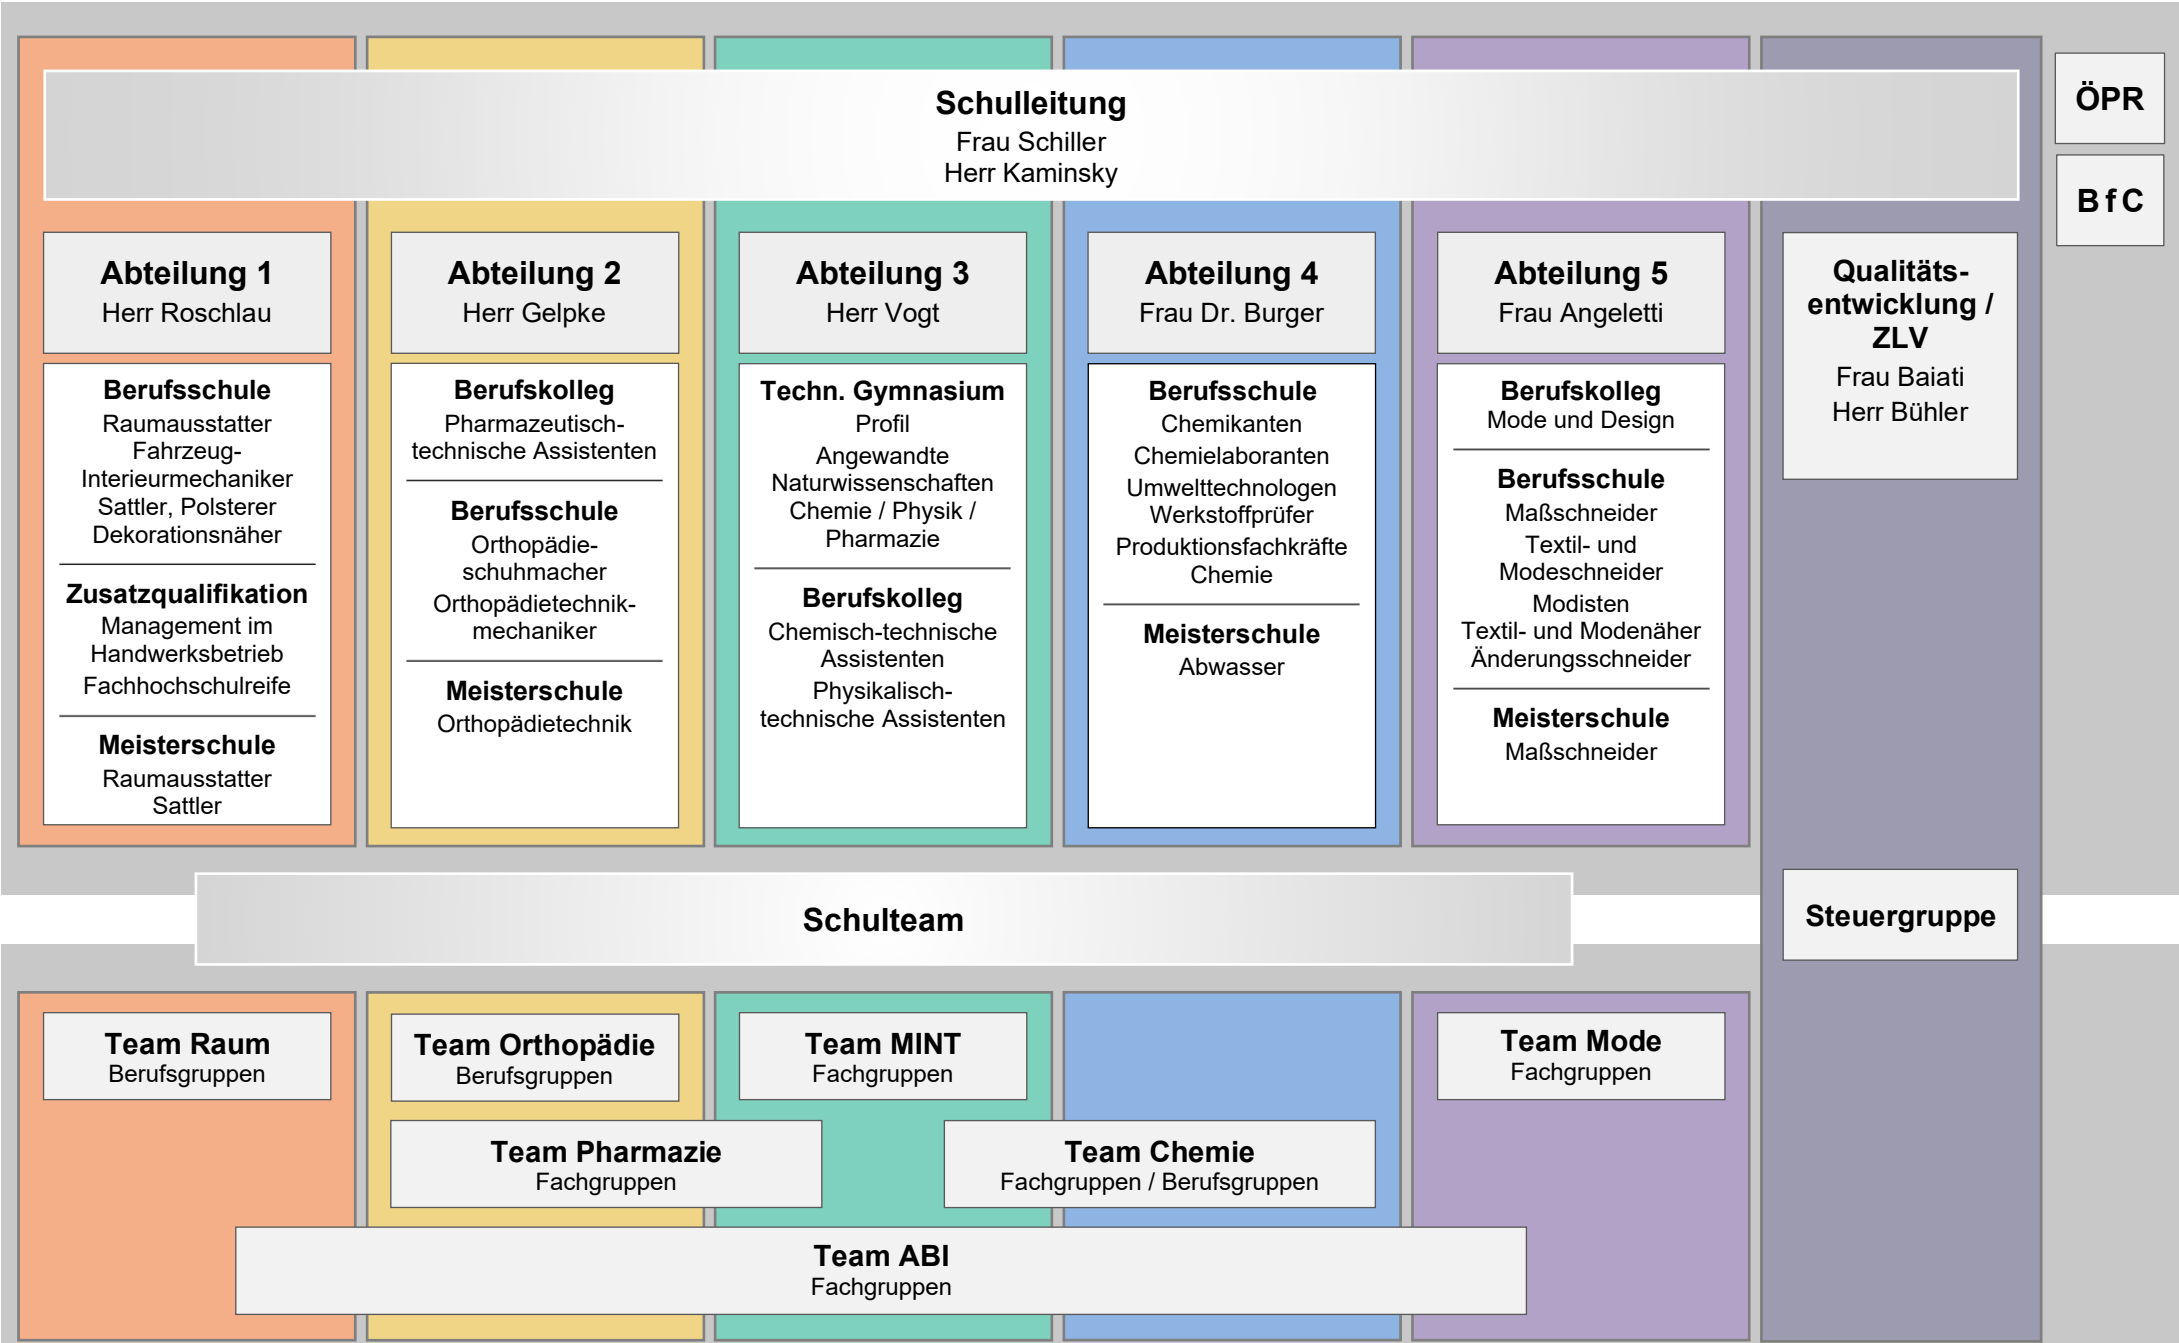 Schulleitung
Frau Schiller
Herr Kaminsky
ÖPR
BfC
Abteilung 1
Herr Roschlau
Berufsschule
Raumausstatter
Fahrzeug-
Interieurmechaniker
Sattler, Polsterer
Dekorationsnäher
Zusatzqualifikation
Management im
Handwerksbetrieb
Fachhochschulreife
Meisterschule
Raumausstatter
Sattler
Abteilung 2
Herr Gelpke
Berufskolleg
Pharmazeutisch-
technische Assistenten
Berufsschule
Orthopädie-
schuhmacher
Orthopädietechnik-
mechaniker
Meisterschule
Orthopädietechnik
Abteilung 3
Herr Vogt
Techn. Gymnasium
Profil
Angewandte
Naturwissenschaften
Chemie / Physik /
Pharmazie
Berufskolleg
Chemisch-technische
Assistenten
Physikalisch-
technische Assistenten
Abteilung 4
Frau Dr. Burger
Berufsschule
Chemikanten
Chemielaboranten
Umwelttechnologen
Werkstoffprüfer
Produktionsfachkräfte
Chemie
Meisterschule
Abwasser
Abteilung 5
Frau Angeletti
Berufskolleg
Mode und Design
Berufsschule
Maßschneider
Textil- und
Modeschneider
Modisten
Textil- und Modenäher
Änderungsschneider
Meisterschule
Maßschneider
Qualitäts-
entwicklung /
ZLV
Frau Baiati
Herr Bühler
Schulteam
Steuergruppe
Team Raum
Berufsgruppen
Team Orthopädie
Berufsgruppen
Team MINT
Fachgruppen
Team Mode
Fachgruppen
Team Pharmazie
Fachgruppen
Team Chemie
Fachgruppen / Berufsgruppen
Team ABI
Fachgruppen